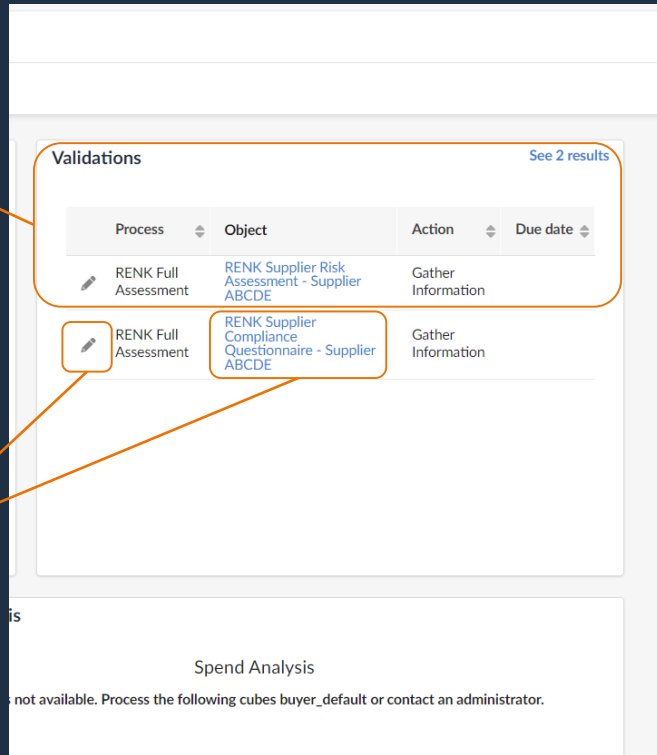 Validations See 2 results
Process Object Action Due date
RENK Full Assessment
RENK Supplier Risk
Assessment - Supplier
ABCDE
Gather
Information
RENK Full
Assessment
RENK Supplier
Compliance
Questionnaire - Supplier
ABCDE
Gather
Information
is
Spend Analysis
not available. Process the following cubes buyer_default or contact an administrator.